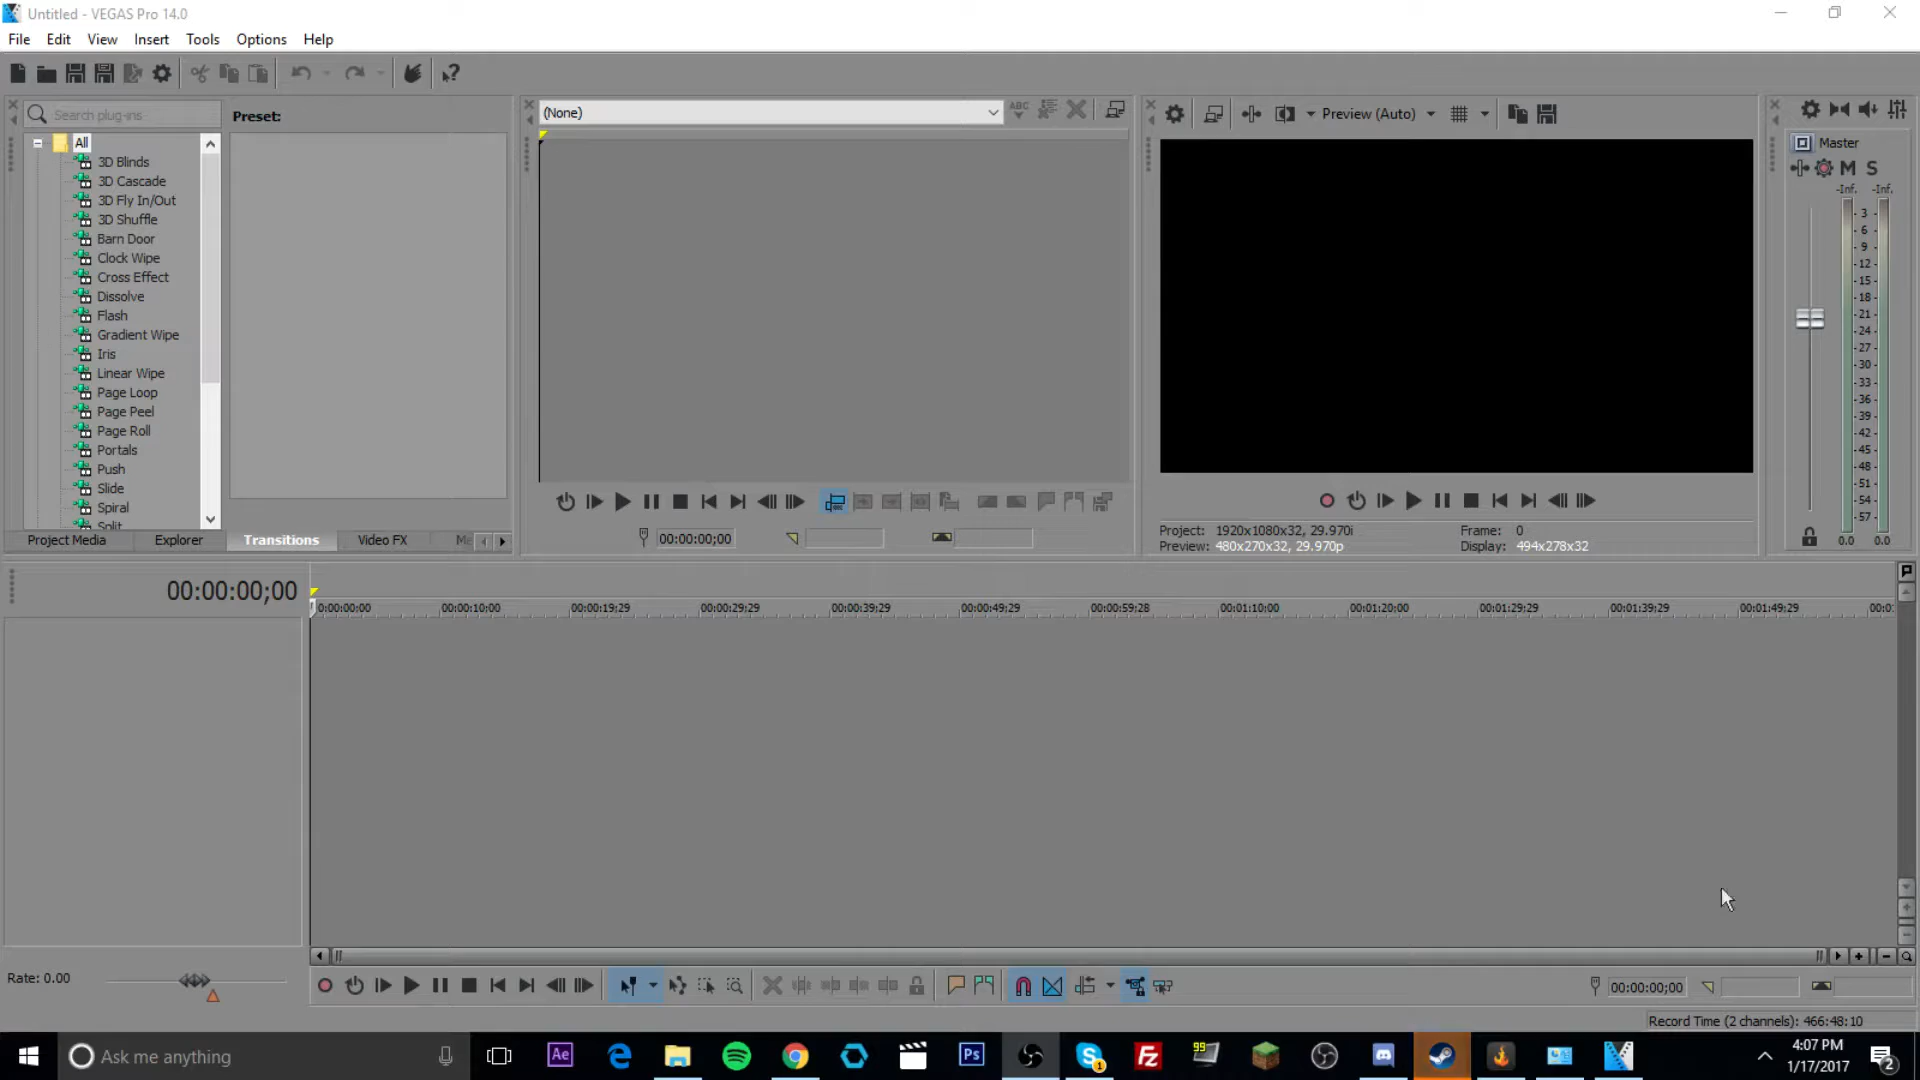 Untitled - VEGAS Pro 14.0
File Edit View Insert Tools Options Help
Search plug-ins
Preset:
All
3D Blinds
3D Cascade
3D Fly In/Out
3D Shuffle
Barn Door
Clock Wipe
Cross Effect
Dissolve
Flash
Gradient Wipe
Iris
Linear Wipe
Page Loop
Page Peel
Page Roll
Portals
Push
Slide
Spiral
Split
Project Media Explorer Transitions Video FX
(None)
ABC
00:00:00;00
Preview (Auto)
Project: 1920x1080x32, 29.970i
Frame: 0
Preview: 480x270x32, 29.970p
Display: 494x278x32
Master
M S
-Inf. -Inf.
3
6
9
12
15
18
21
24
27
30
33
36
39
42
45
48
51
54
57
0.0 0.0
00:00:00;00
0:00:00;00 00:00:10;00 00:00:19;29 00:00:29;29 00:00:39;29 00:00:49;29 00:00:59;28 00:01:10;00 00:01:20;00 00:01:29;29 00:01:39;29 00:01:49;29 00:0
Rate: 0.00
00:00:00;00
Record Time (2 channels): 466:48:10
Ask me anything
Ae
Ps
1
Fz
99
4:07 PM
1/17/2017
2